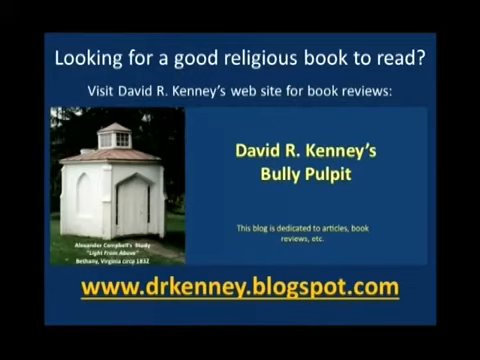 Looking for a good religious book to read?
Visit David R. Kenney's web site for book reviews:
David R. Kenney's
Bully Pulpit
This blog is dedicated to articles, book
reviews, etc.
Alexander Campbell's Study
"Light From Above"
Bethany, Virginia circa 1832
www.drkenney.blogspot.com